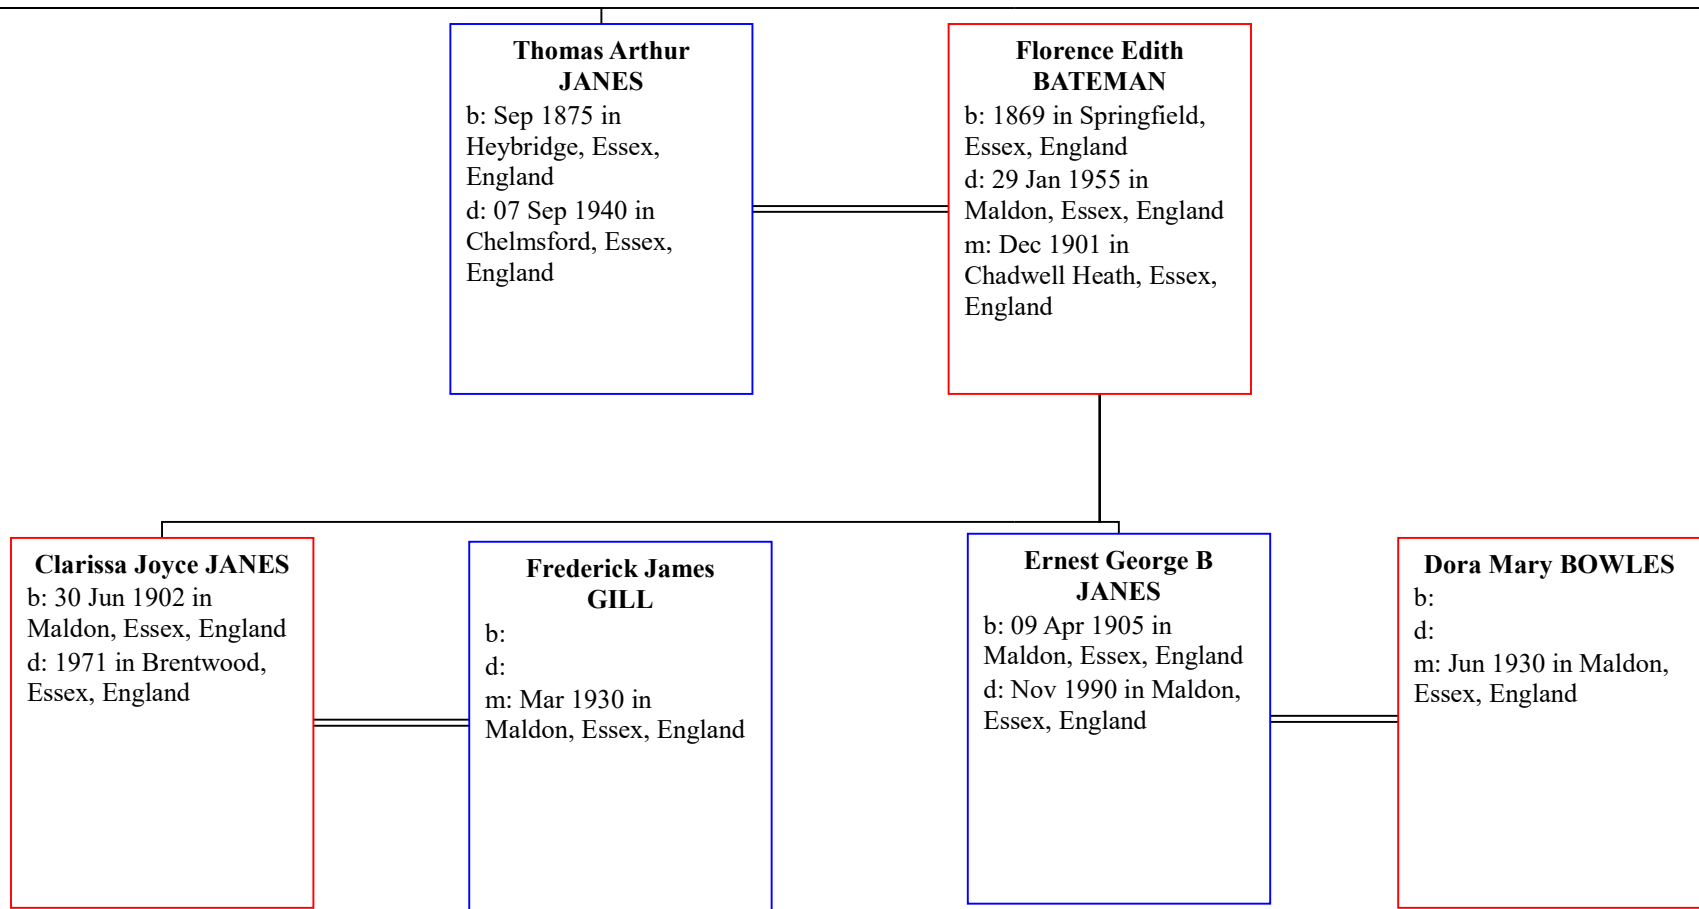 Thomas Arthur
JANES
b: Sep 1875 in
Heybridge, Essex,
England
d: 07 Sep 1940 in
Chelmsford, Essex,
England
Florence Edith
BATEMAN
b: 1869 in Springfield,
Essex, England
d: 29 Jan 1955 in
Maldon, Essex, England
m: Dec 1901 in
Chadwell Heath, Essex,
England
Clarissa Joyce JANES
b: 30 Jun 1902 in
Maldon, Essex, England
d: 1971 in Brentwood,
Essex, England
Frederick James
GILL
b:
d:
m: Mar 1930 in
Maldon, Essex, England
Ernest George B
JANES
b: 09 Apr 1905 in
Maldon, Essex, England
d: Nov 1990 in Maldon,
Essex, England
Dora Mary BOWLES
b:
d:
m: Jun 1930 in Maldon,
Essex, England